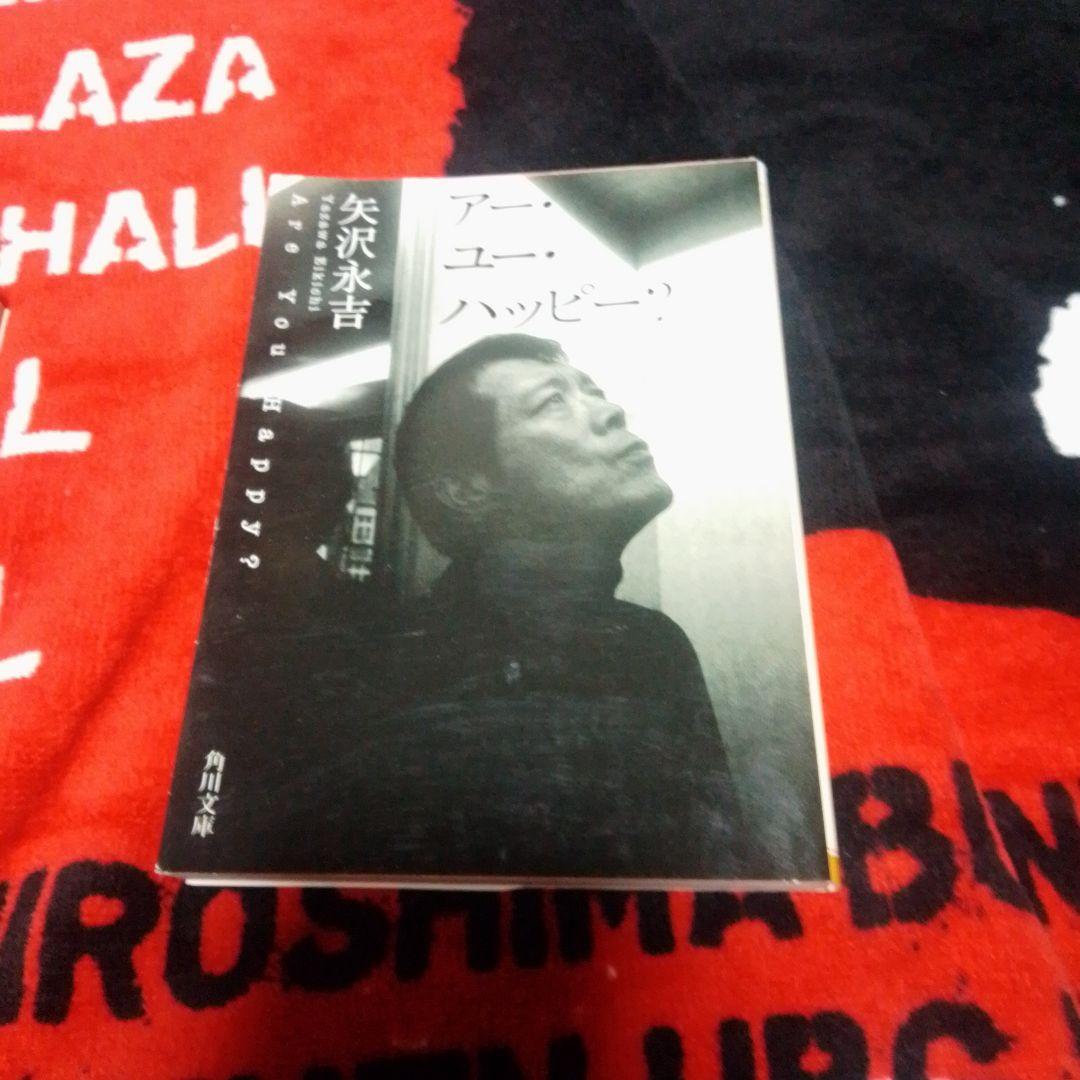 LAZA
HALL
アー・
ユー・
ハッピー?
矢沢永吉
Yazawa Eikichi
Are You Happy?
角川文庫
HIROSHIMA BUN